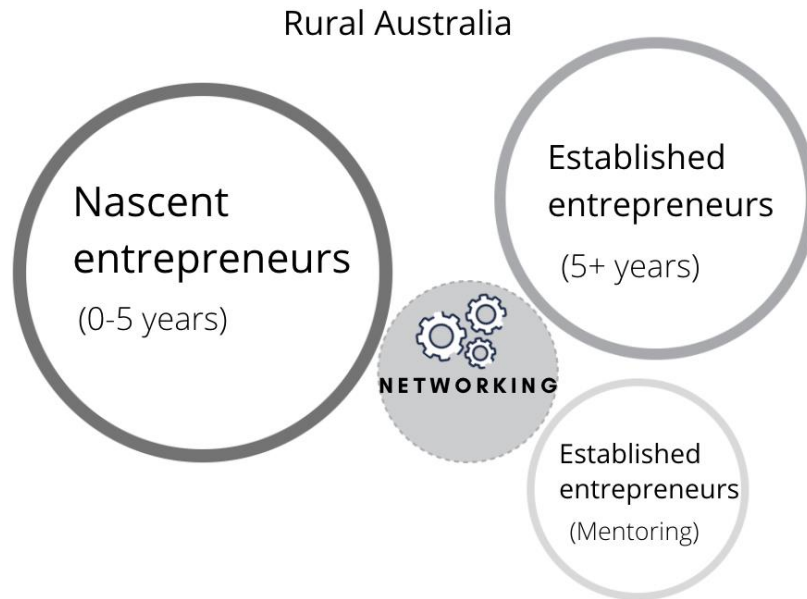 Rural Australia
Nascent
entrepreneurs
(0-5 years)
Established
entrepreneurs
(5+ years)
NETWORKING
Established
entrepreneurs
(Mentoring)